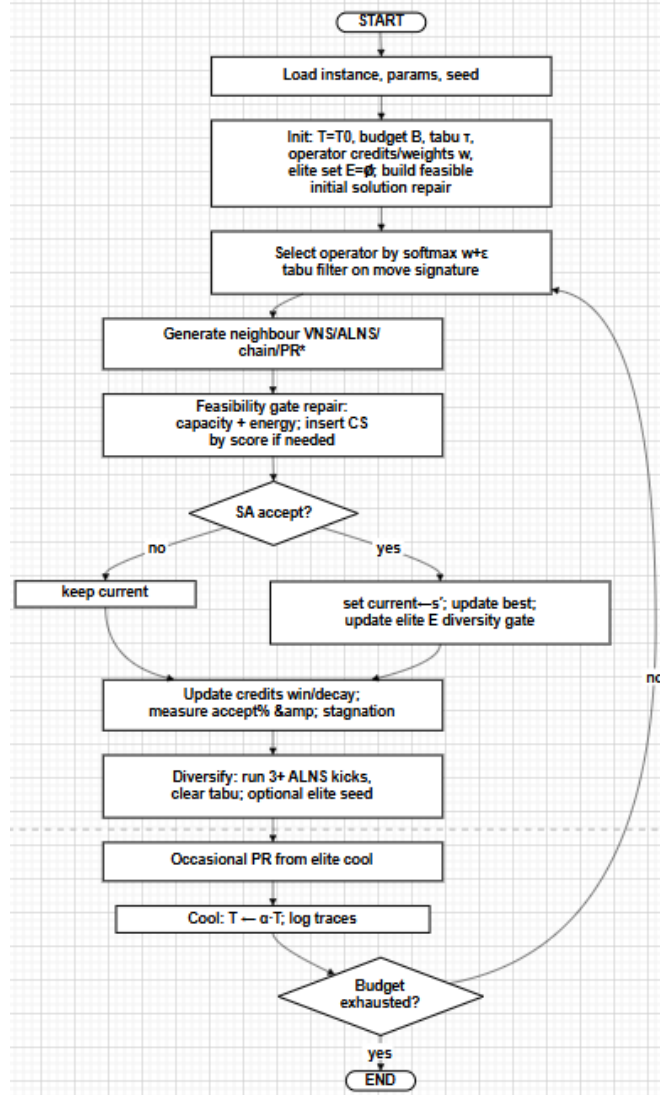 START
Load instance, params, seed
Init: T=T0, budget B, tabu τ,
operator credits/weights w,
elite set E=ø; build feasible
initial solution repair
Select operator by softmax w+ε
tabu filter on move signature
Generate neighbour VNS/ALNS/
chain/PR*
Feasibility gate repair:
capacity + energy; insert CS
by score if needed
SA accept?
no
yes
keep current
set current←s′; update best;
update elite E diversity gate
Update credits win/decay;
measure accept% &amp; stagnation
no
Diversify: run 3+ ALNS kicks,
clear tabu; optional elite seed
Occasional PR from elite cool
Cool: T ← α·T; log traces
Budget
exhausted?
yes
END